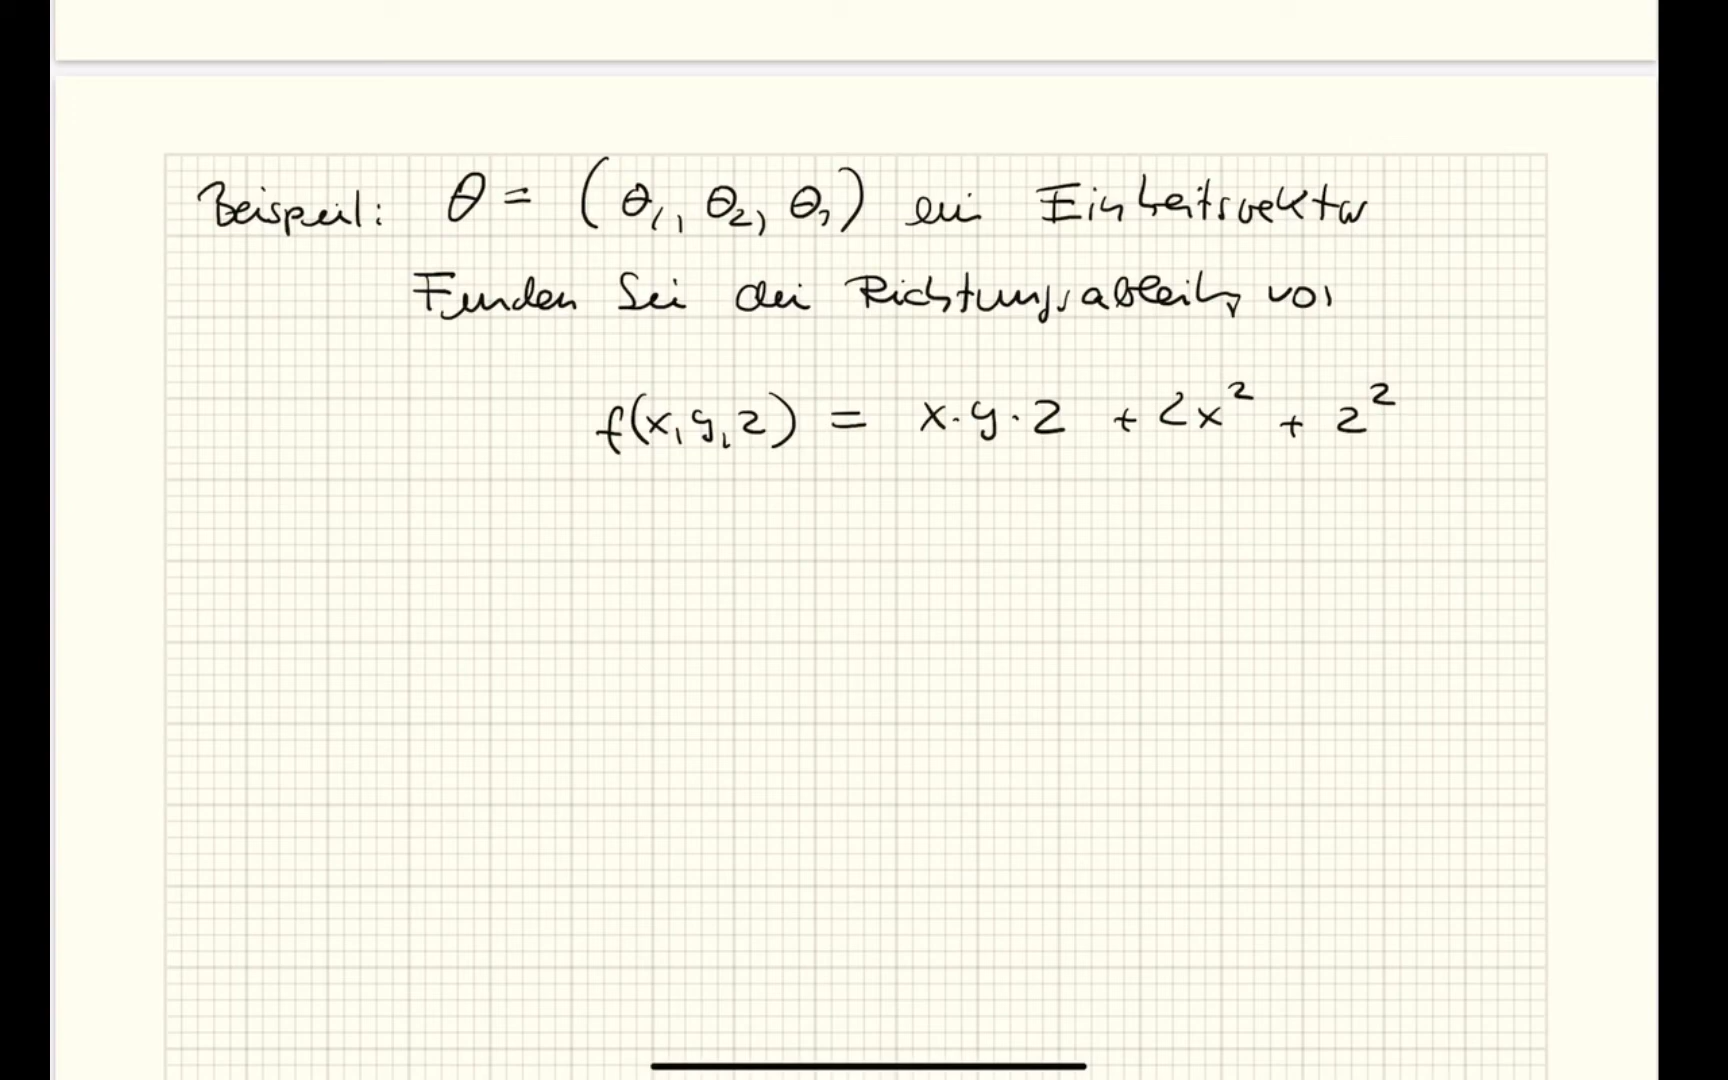 Beispiel: θ = (θ₁, θ₂, θ₃) ein Einheitsvektor
Finden Sie die Richtungsableitung von
f(x,y,z) = x·y·z + 2x² + z²